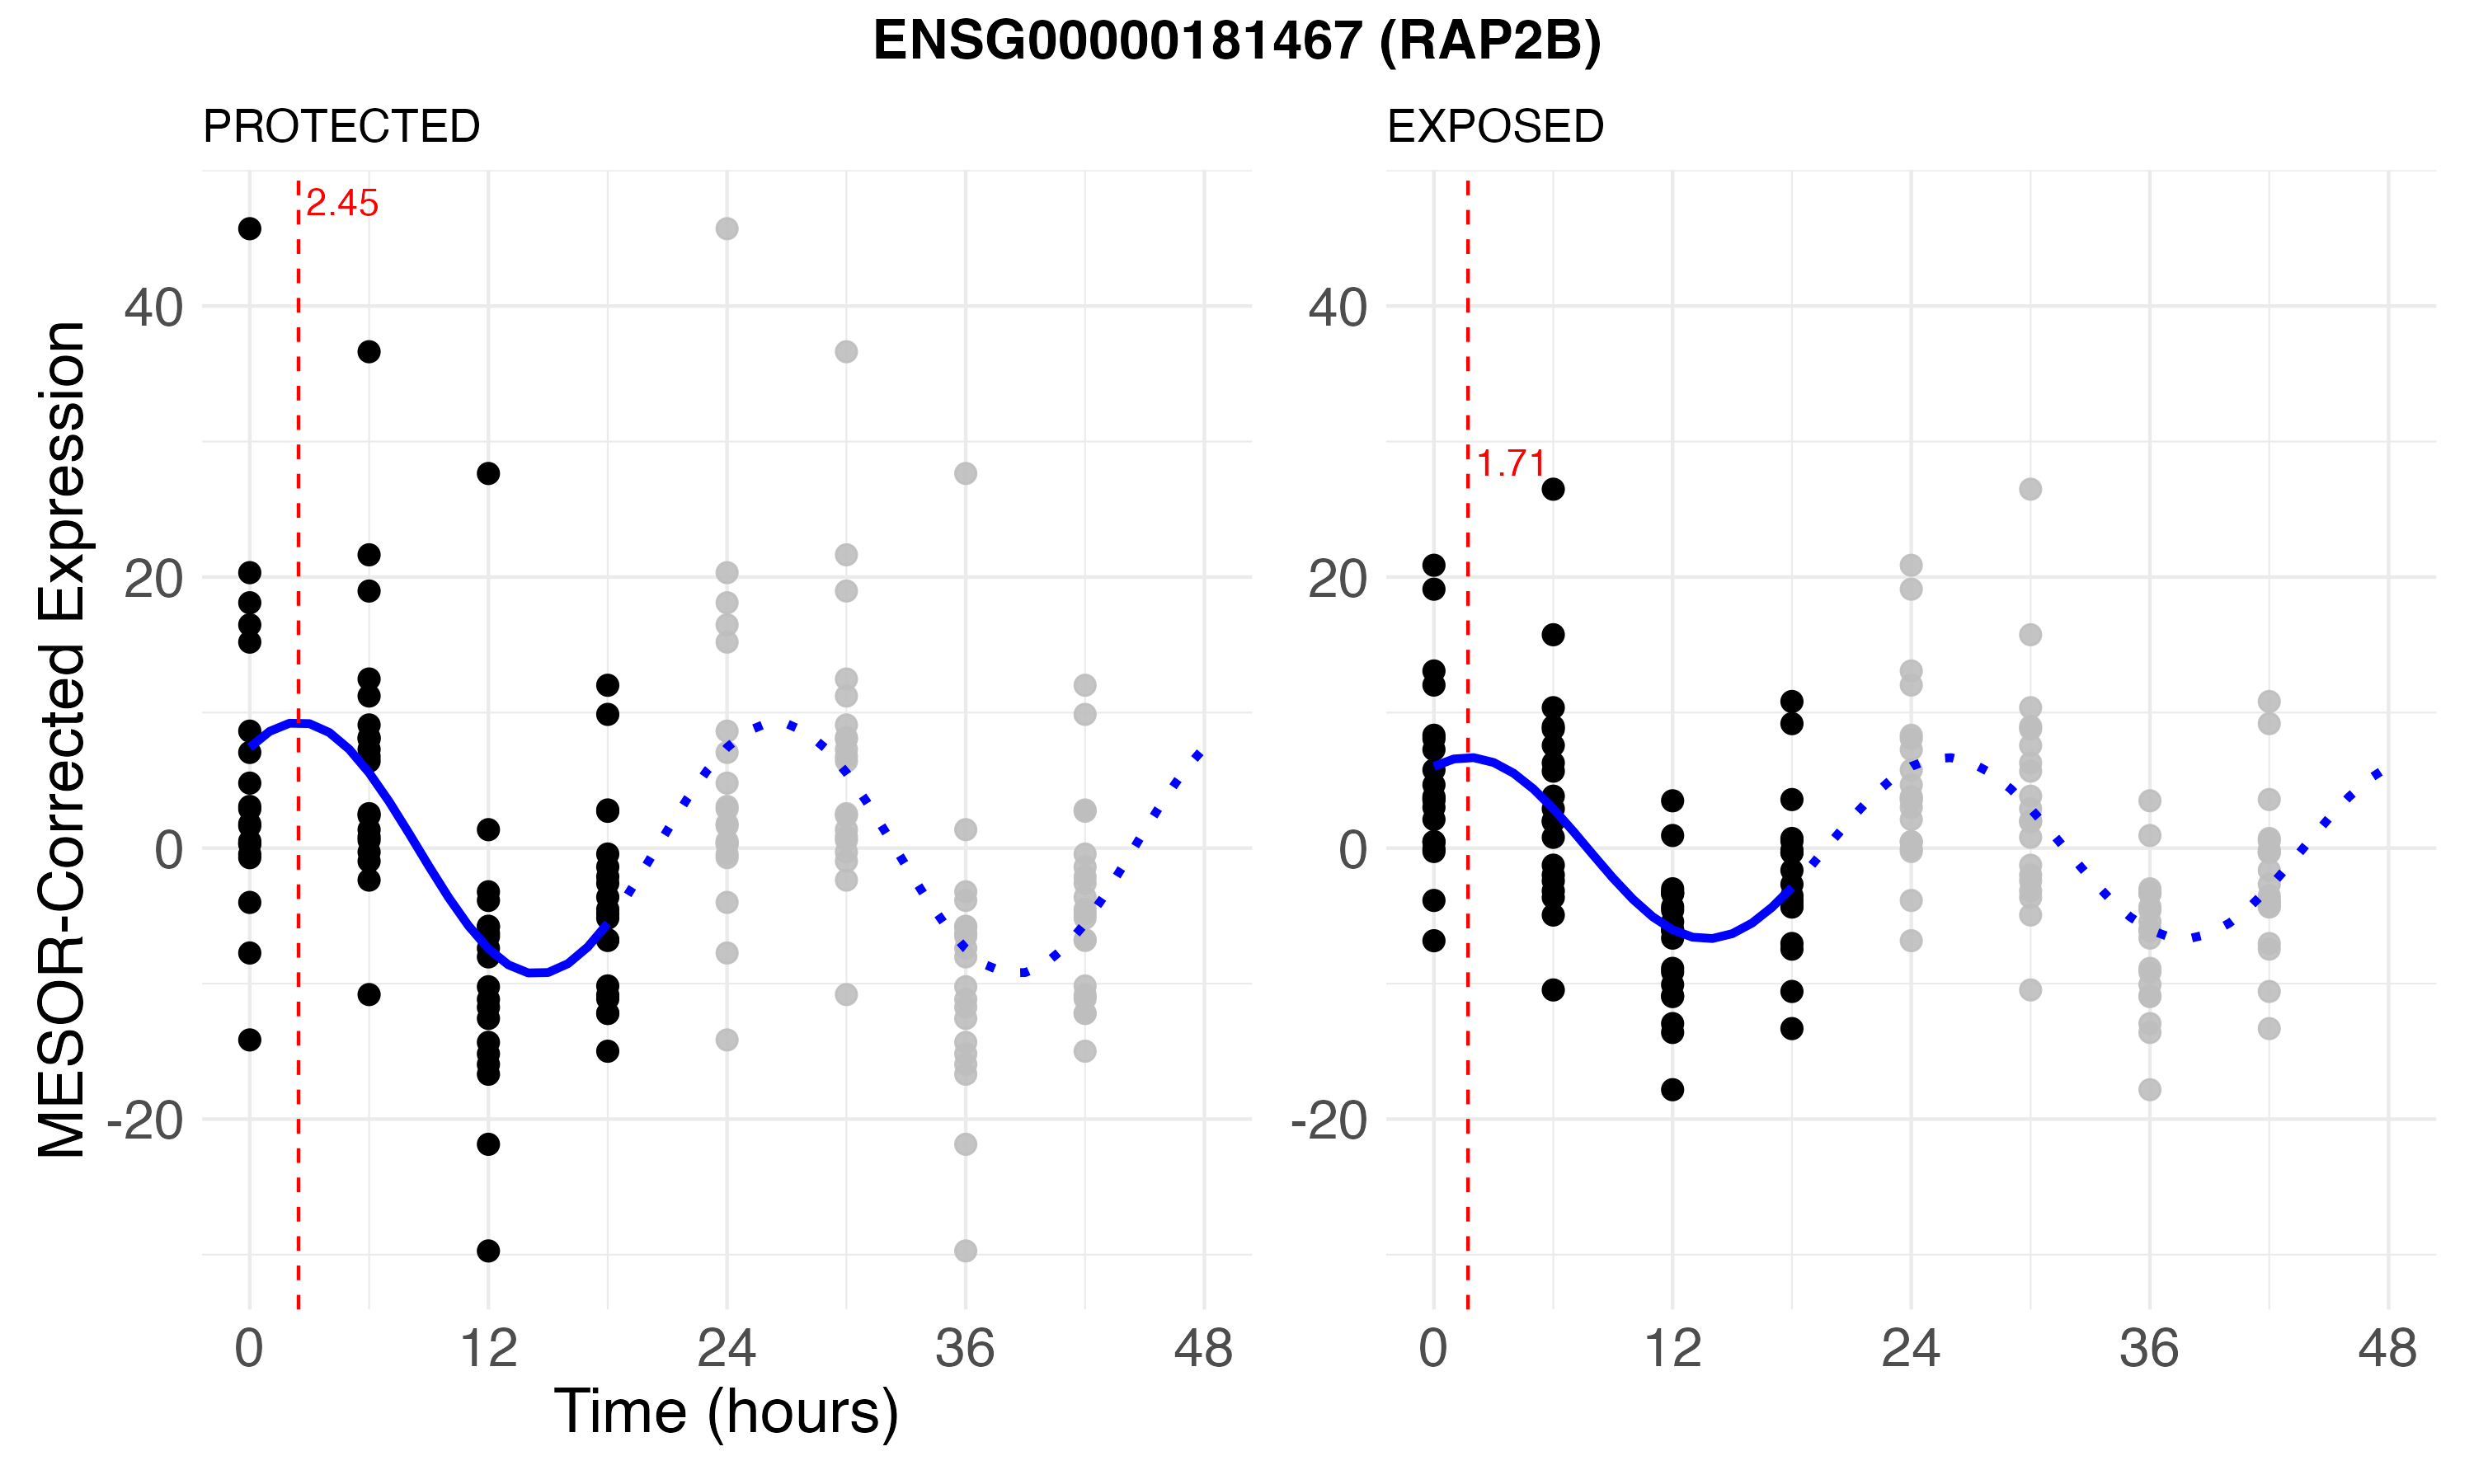 ENSG00000181467 (RAP2B)
PROTECTED
EXPOSED
MESOR-Corrected Expression
2.45
40
20
0
-20
0 12 24 36 48
1.71
40
20
0
-20
0 12 24 36 48
Time (hours)